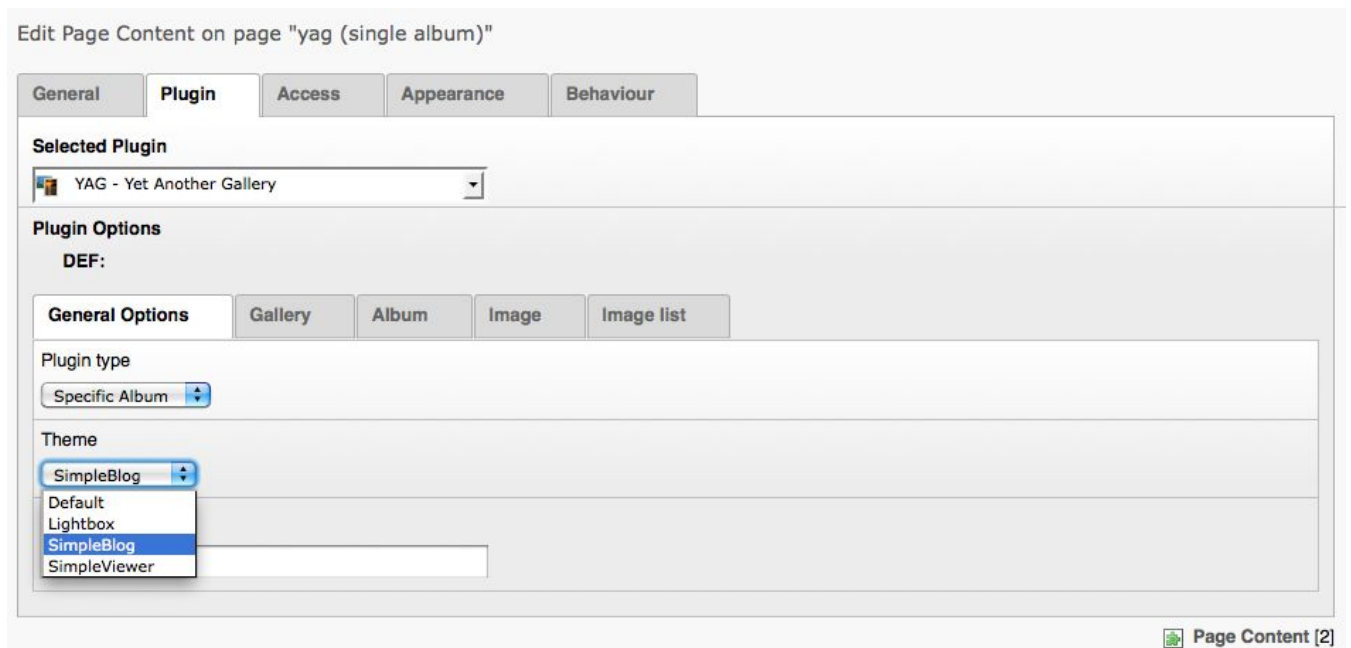 Edit Page Content on page "yag (single album)"
General Plugin Access Appearance Behaviour
Selected Plugin
YAG - Yet Another Gallery
Plugin Options
DEF:
General Options Gallery Album Image Image list
Plugin type
Specific Album
Theme
SimpleBlog
Default
Lightbox
SimpleBlog
SimpleViewer
Page Content [2]